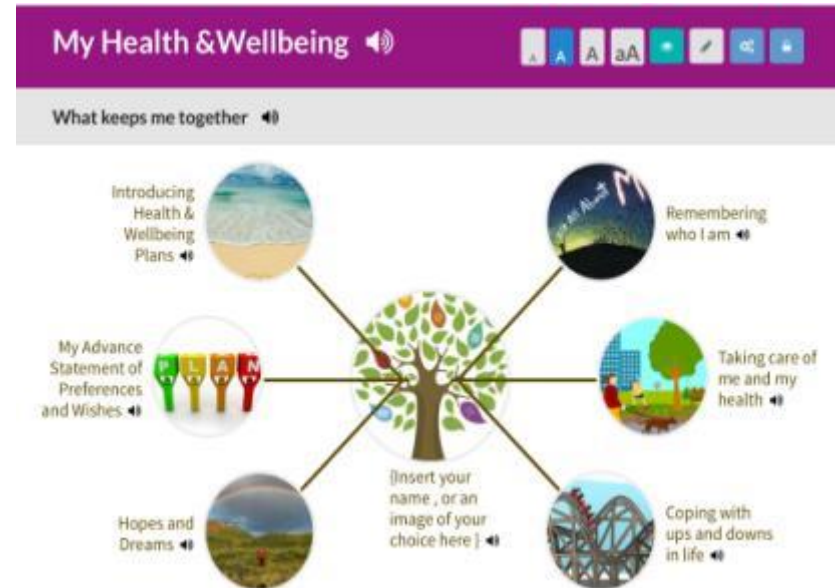 My Health &Wellbeing
A A A aA
What keeps me together
Introducing
Health &
Wellbeing
Plans
My Advance
Statement of
Preferences
and Wishes
PLAN
Hopes and
Dreams
{Insert your
name , or an
image of your
choice here }
All About
M
Remembering
who I am
Taking care of
me and my
health
Coping with
ups and downs
in life